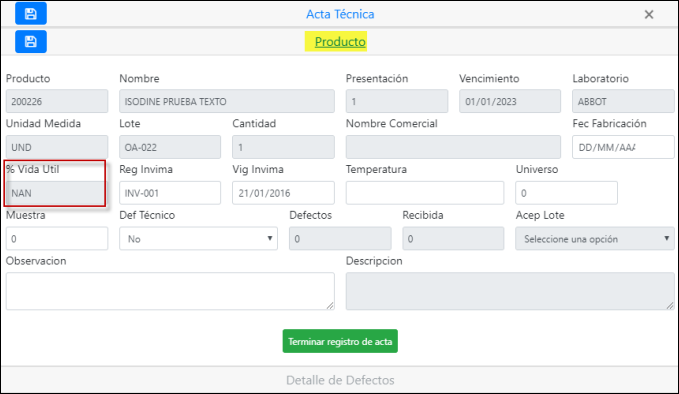 Acta Técnica ×
Producto
Producto Nombre Presentación Vencimiento Laboratorio
200226 ISODINE PRUEBA TEXTO 1 01/01/2023 ABBOT
Unidad Medida Lote Cantidad Nombre Comercial Fec Fabricación
UND OA-022 1 DD/MM/AAA
% Vida Util Reg Invima Vig Invima Temperatura Universo
NAN INV-001 21/01/2016 0
Muestra Def Técnico Defectos Recibida Acep Lote
0 No 0 0 Seleccione una opción
Observacion Descripcion
Terminar registro de acta
Detalle de Defectos